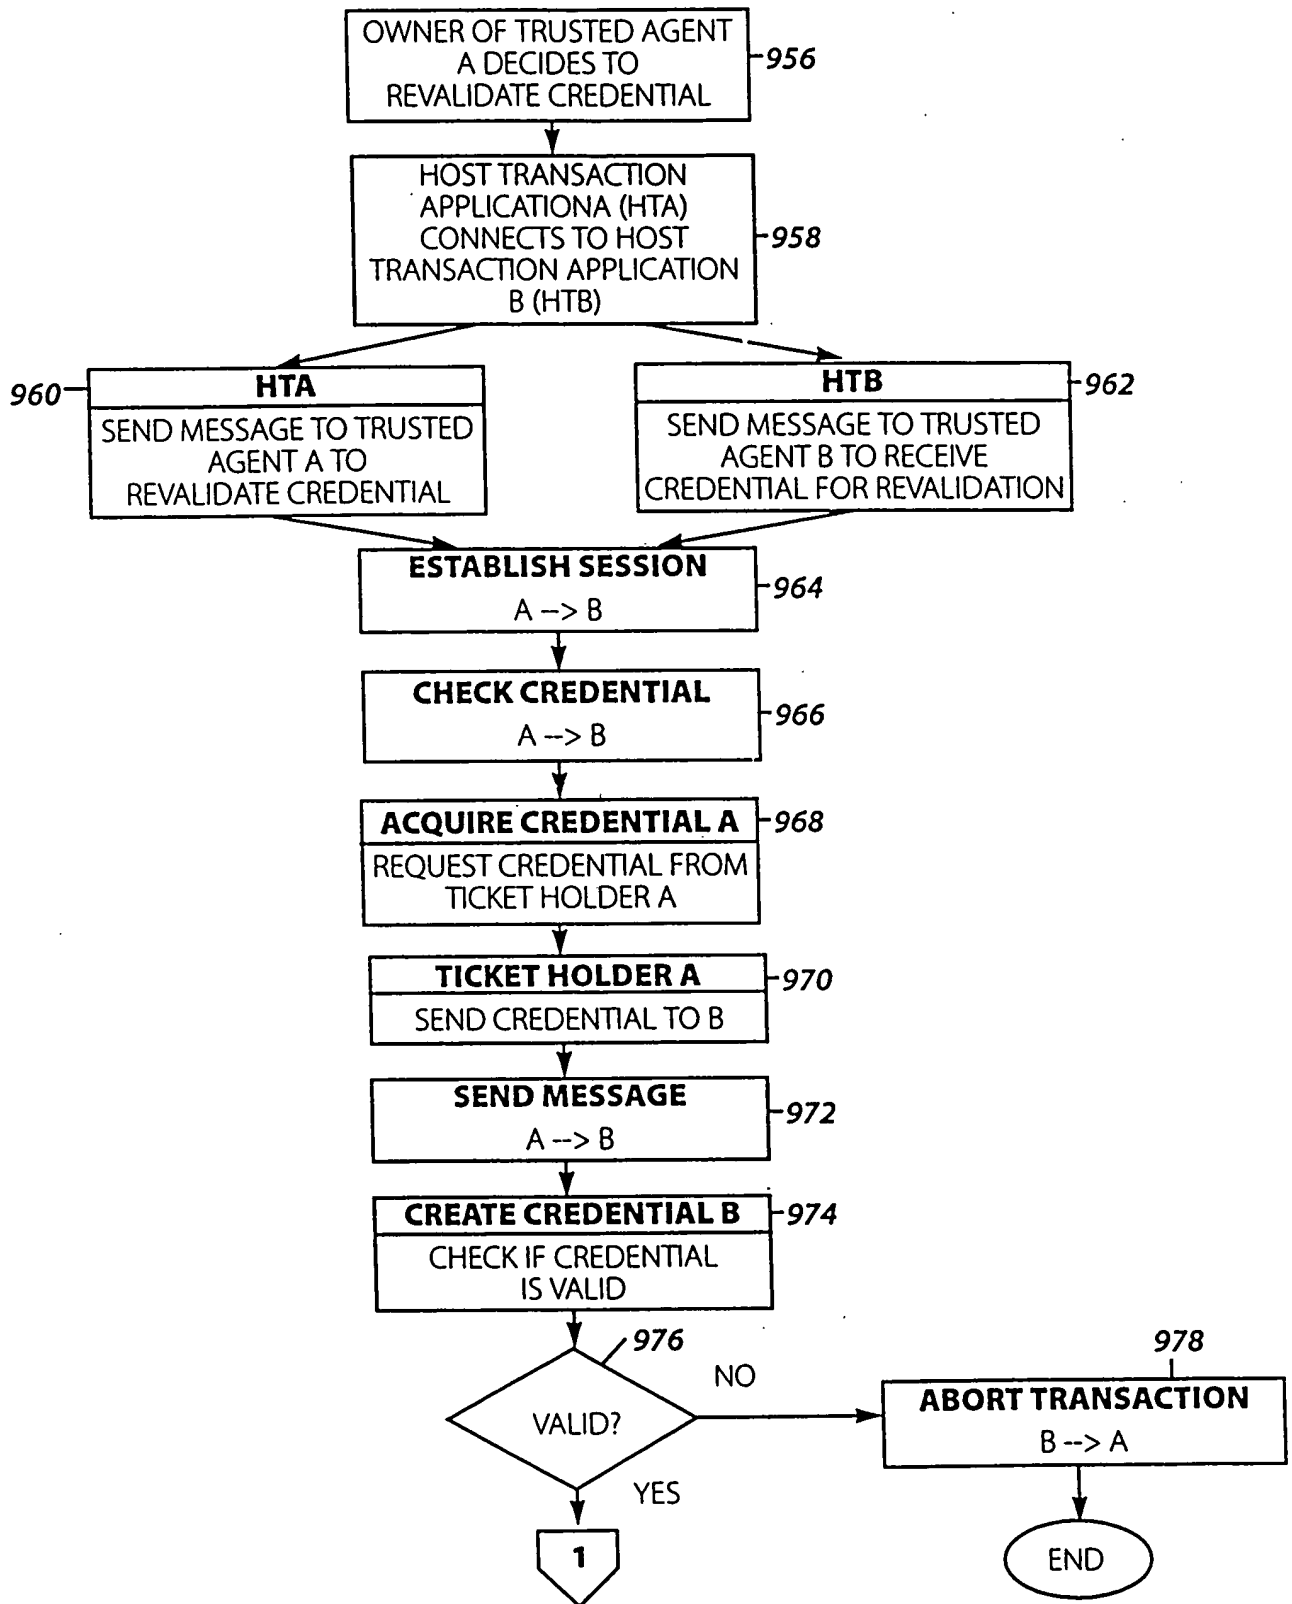 OWNER OF TRUSTED AGENT
A DECIDES TO
REVALIDATE CREDENTIAL
956
HOST TRANSACTION
APPLICATIONA (HTA)
CONNECTS TO HOST
TRANSACTION APPLICATION
B (HTB)
958
960
HTA
SEND MESSAGE TO TRUSTED
AGENT A TO
REVALIDATE CREDENTIAL
HTB
962
SEND MESSAGE TO TRUSTED
AGENT B TO RECEIVE
CREDENTIAL FOR REVALIDATION
ESTABLISH SESSION
964
A --> B
CHECK CREDENTIAL
966
A --> B
ACQUIRE CREDENTIAL A
968
REQUEST CREDENTIAL FROM
TICKET HOLDER A
TICKET HOLDER A
970
SEND CREDENTIAL TO B
SEND MESSAGE
972
A --> B
CREATE CREDENTIAL B
974
CHECK IF CREDENTIAL
IS VALID
976
VALID?
NO
978
ABORT TRANSACTION
B --> A
YES
1
END